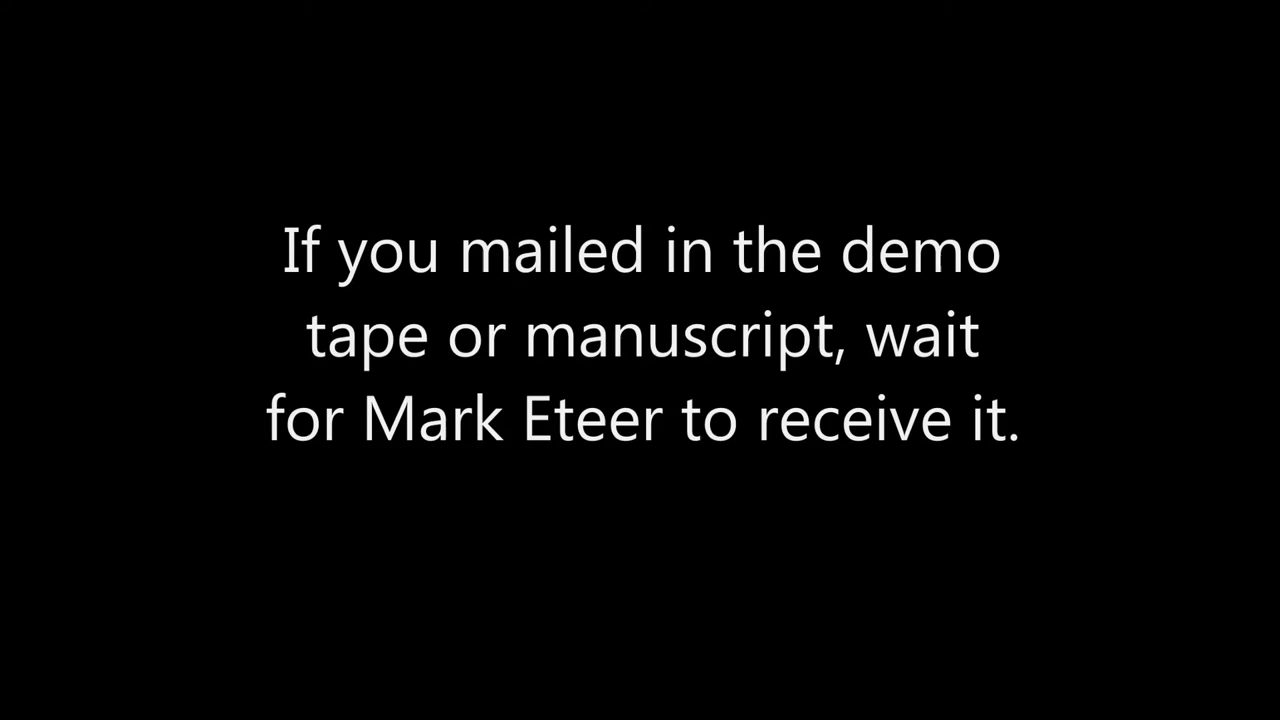 If you mailed in the demo
tape or manuscript, wait
for Mark Eteer to receive it.